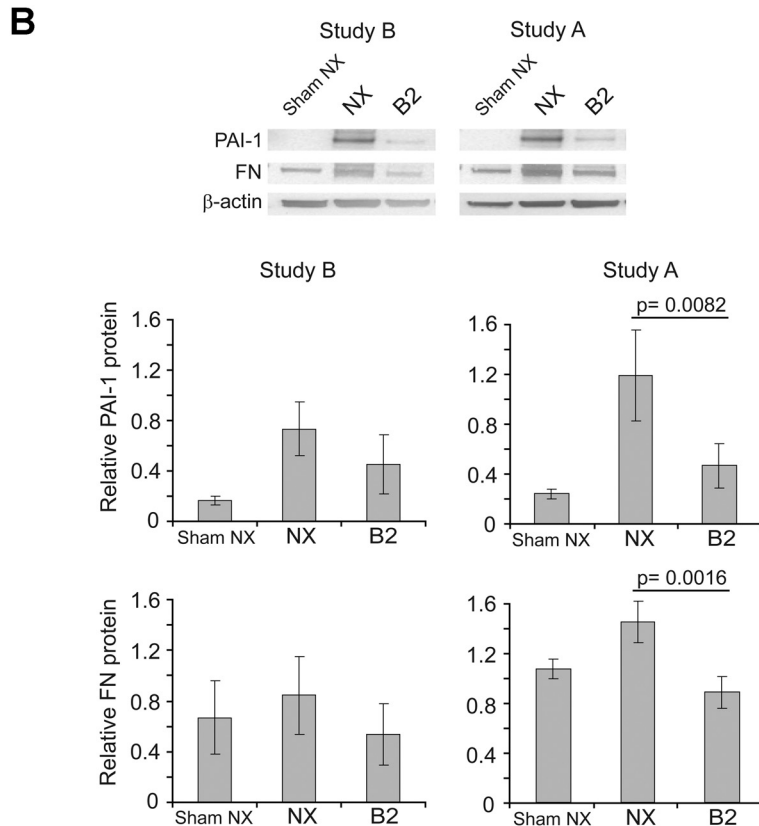 B
Study B
Study A
Sham NX NX B2
Sham NX NX B2
PAI-1
FN
β-actin
Study B
Study A
Relative PAI-1 protein
1.6
1.2
0.8
0.4
0
Sham NX NX B2
p= 0.0082
1.6
1.2
0.8
0.4
0
Sham NX NX B2
Relative FN protein
1.6
1.2
0.8
0.4
0
Sham NX NX B2
p= 0.0016
1.6
1.2
0.8
0.4
0
Sham NX NX B2